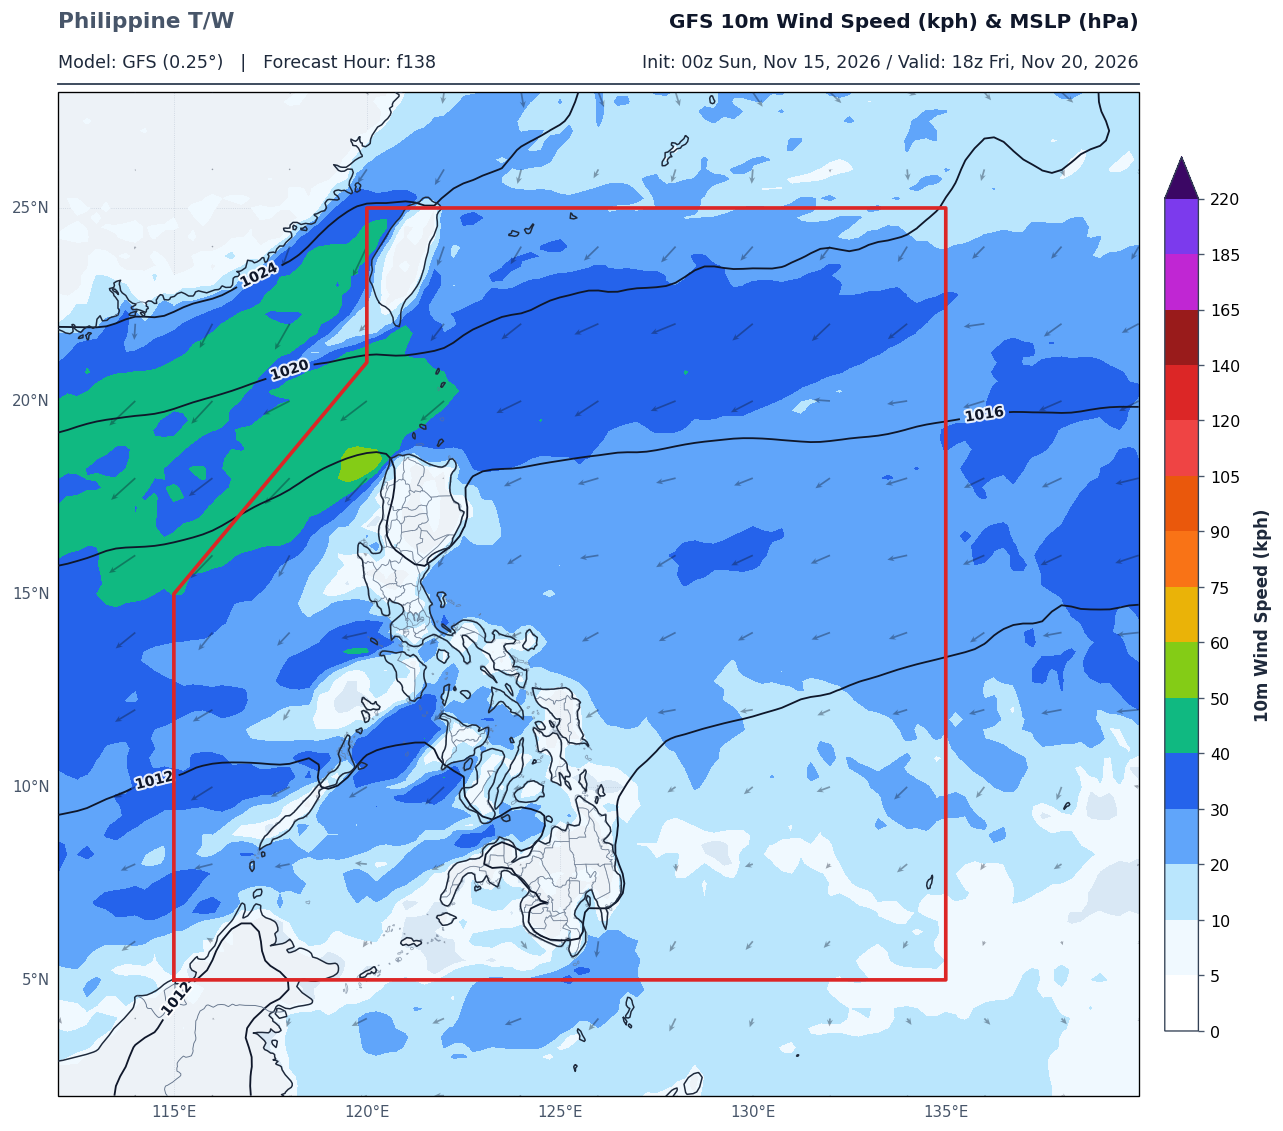 Philippine T/W
GFS 10m Wind Speed (kph) & MSLP (hPa)
Model: GFS (0.25°) | Forecast Hour: f138
Init: 00z Sun, Nov 15, 2026 / Valid: 18z Fri, Nov 20, 2026
25°N
20°N
15°N
10°N
5°N
115°E
120°E
125°E
130°E
135°E
1024
1020
1016
1012
1012
220
185
165
140
120
105
90
75
60
50
40
30
20
10
5
0
10m Wind Speed (kph)